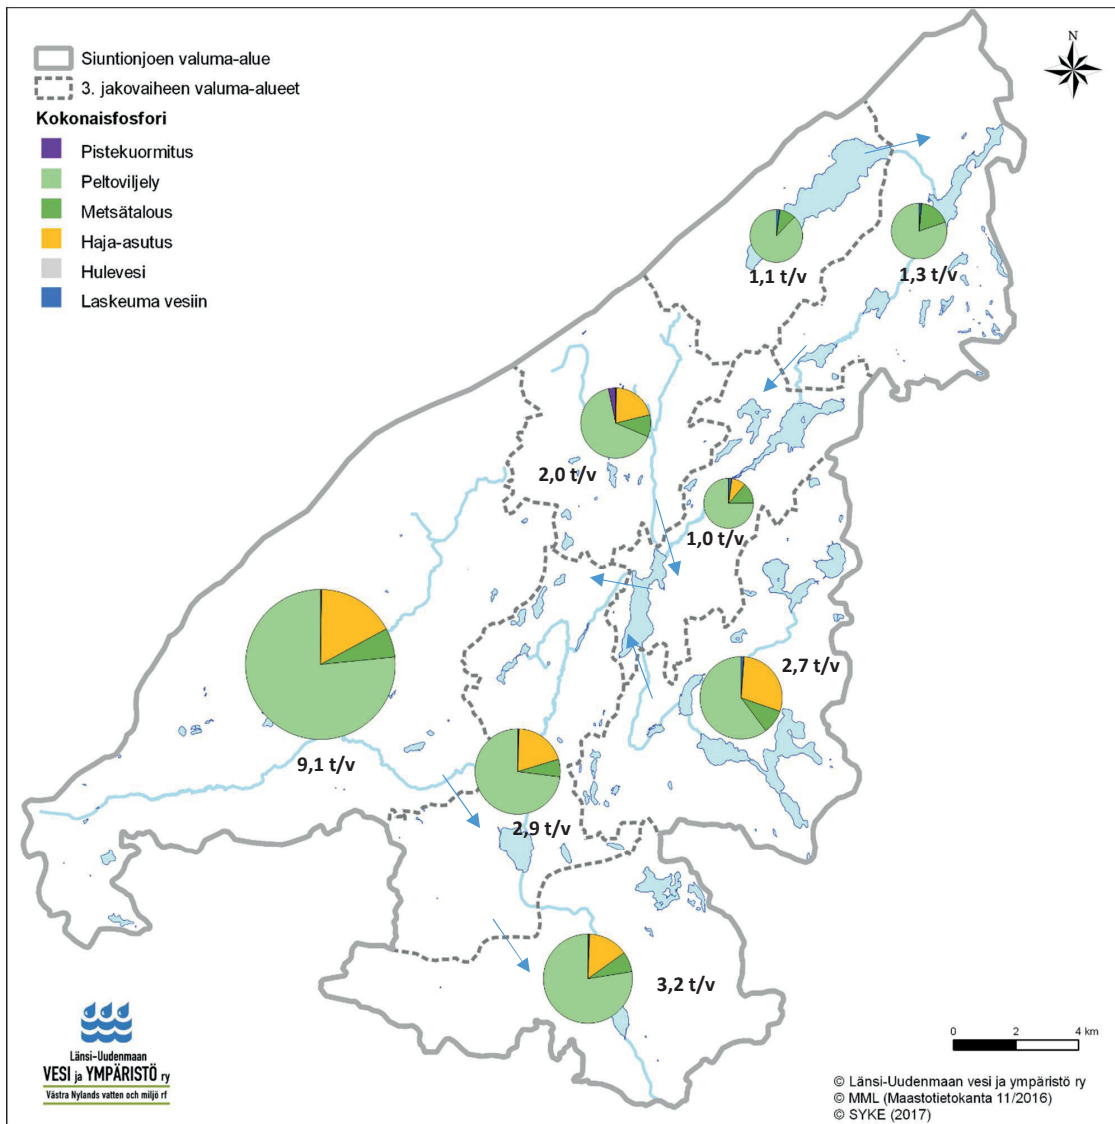 Siuntionjoen valuma-alue
3. jakovaiheen valuma-alueet
Kokonaisfosfori
Pistekuormitus
Peltoviljely
Metsätalous
Haja-asutus
Hulevesi
Laskeuma vesiin
N
1,1 t/v
1,3 t/v
2,0 t/v
1,0 t/v
2,7 t/v
9,1 t/v
2,9 t/v
3,2 t/v
Länsi-Uudenmaan
VESI ja YMPÄRISTÖ ry
Västra Nylands vatten och miljö rf
0 2 4 km
© Länsi-Uudenmaan vesi ja ympäristö ry
© MML (Maastotietokanta 11/2016)
© SYKE (2017)